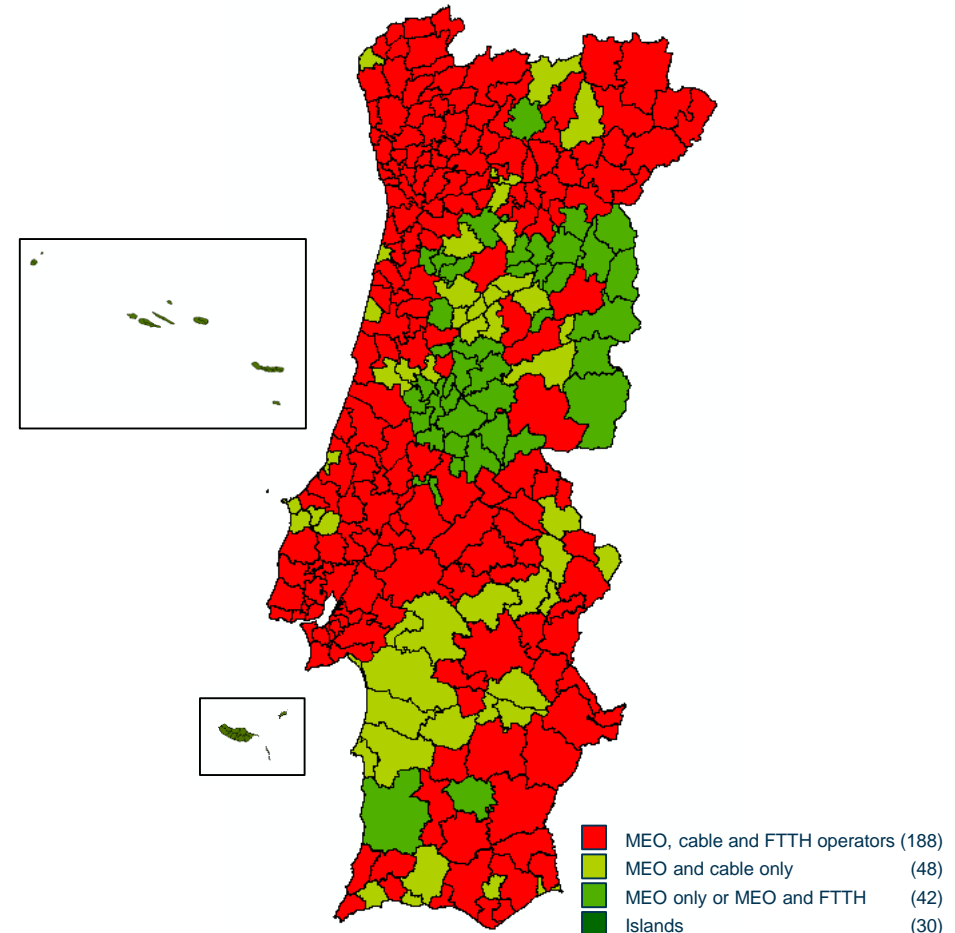 MEO, cable and FTTH operators (188)
MEO and cable only (48)
MEO only or MEO and FTTH (42)
Islands (30)